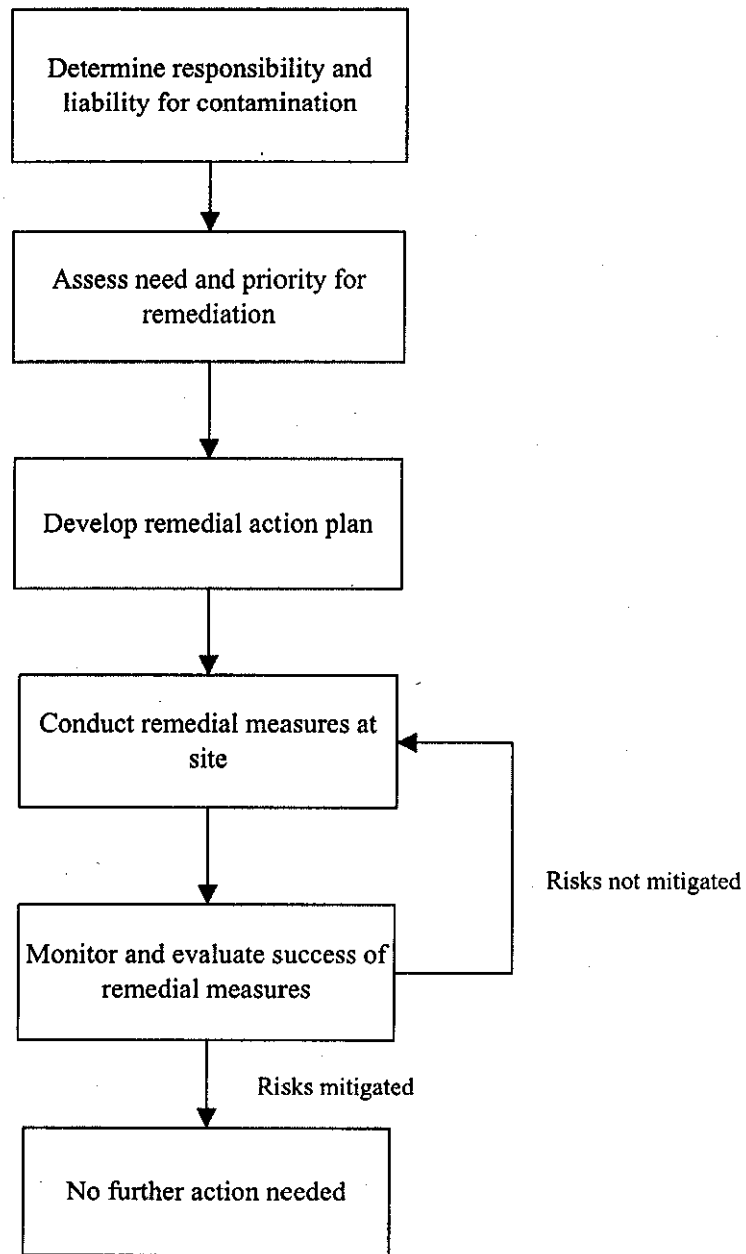 Determine responsibility and
liability for contamination
Assess need and priority for
remediation
Develop remedial action plan
Conduct remedial measures at
site
Risks not mitigated
Monitor and evaluate success of
remedial measures
Risks mitigated
No further action needed